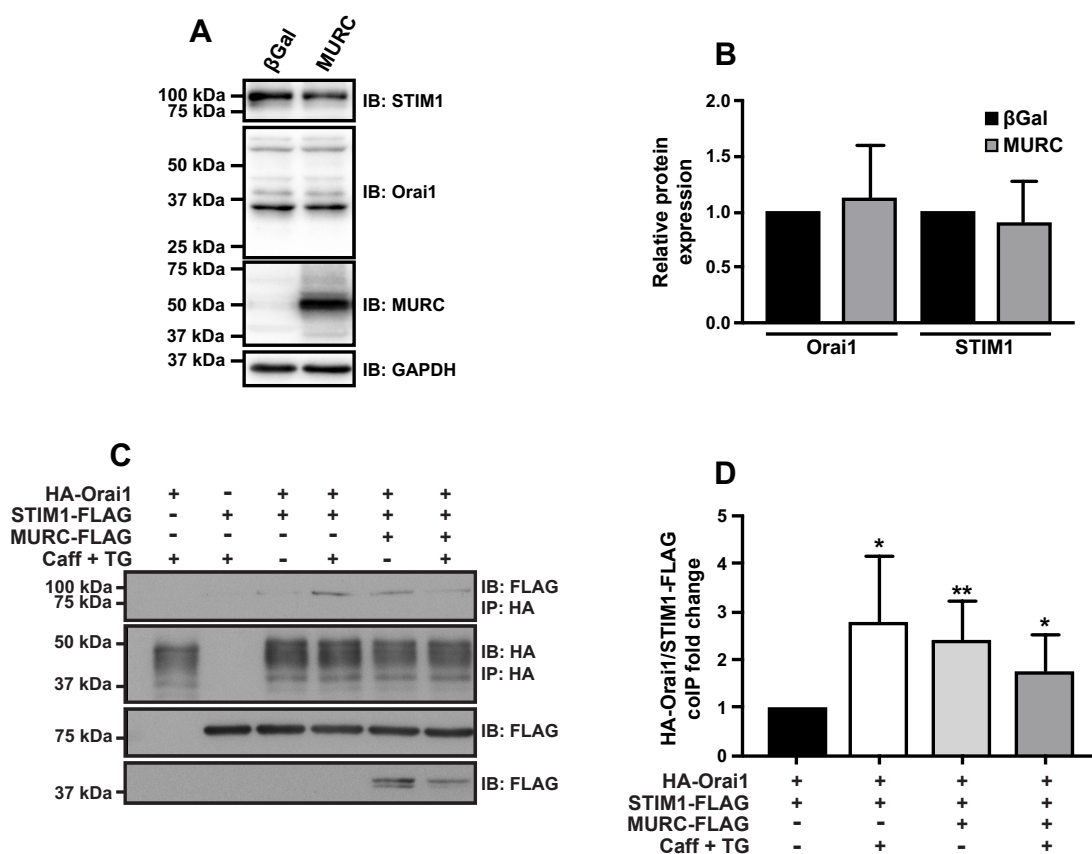 A
βGal
MURC
100 kDa
75 kDa
IB: STIM1
50 kDa
37 kDa
25 kDa
IB: Orai1
75 kDa
50 kDa
37 kDa
IB: MURC
37 kDa
IB: GAPDH
B
Relative protein
expression
2.0
1.5
1.0
0.5
0.0
βGal
MURC
Orai1
STIM1
C
HA-Orai1 + - + + + +
STIM1-FLAG - + + + + +
MURC-FLAG - - - - + +
Caff + TG + + - + - +
100 kDa
75 kDa
IB: FLAG
IP: HA
50 kDa
37 kDa
IB: HA
IP: HA
75 kDa
IB: FLAG
37 kDa
IB: FLAG
D
HA-Orai1/STIM1-FLAG
coIP fold change
5
4
3
2
1
0
* ** *
HA-Orai1 + + + +
STIM1-FLAG + + + +
MURC-FLAG - - + +
Caff + TG - + - +